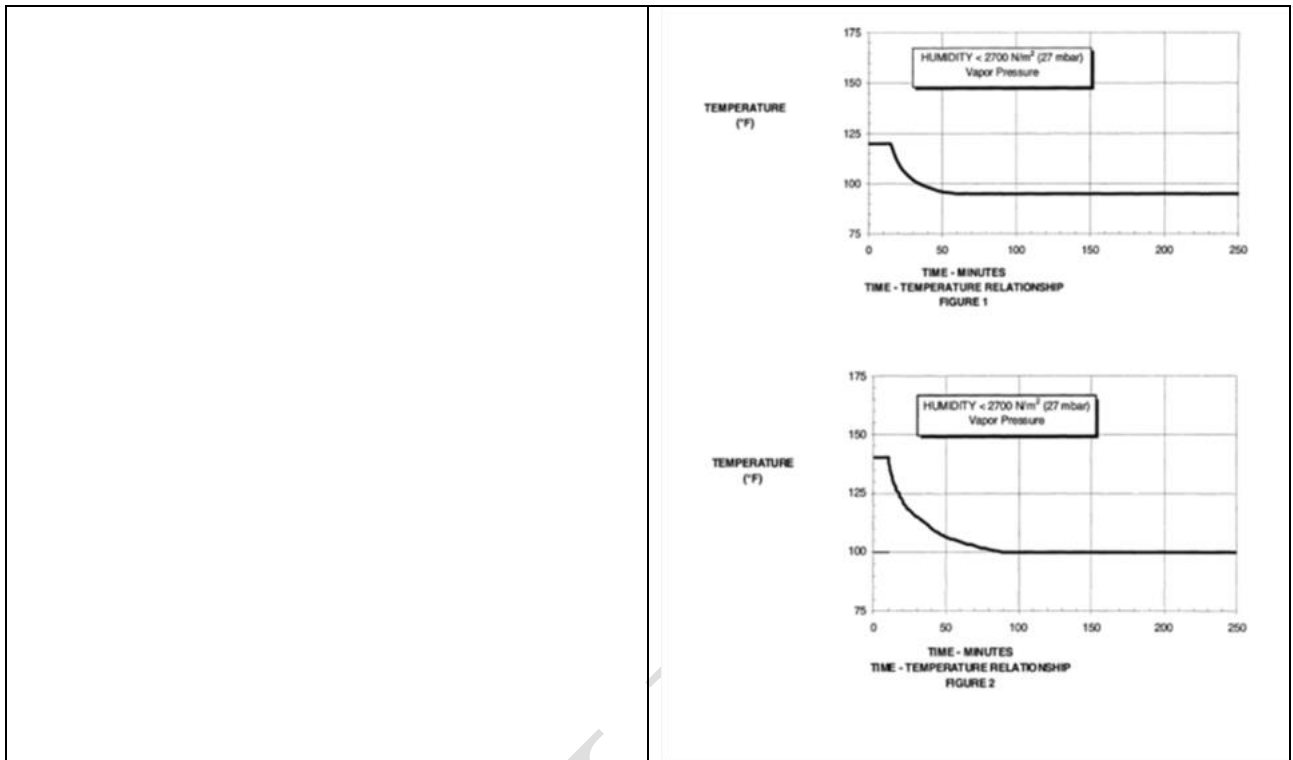 175
HUMIDITY < 2700 N/m² (27 mbar)
Vapor Pressure
150
TEMPERATURE
(°F)
125
100
75
0 50 100 150 200 250
TIME - MINUTES
TIME - TEMPERATURE RELATIONSHIP
FIGURE 1
175
HUMIDITY < 2700 N/m² (27 mbar)
Vapor Pressure
150
TEMPERATURE
(°F)
125
100
75
0 50 100 150 200 250
TIME - MINUTES
TIME - TEMPERATURE RELATIONSHIP
FIGURE 2